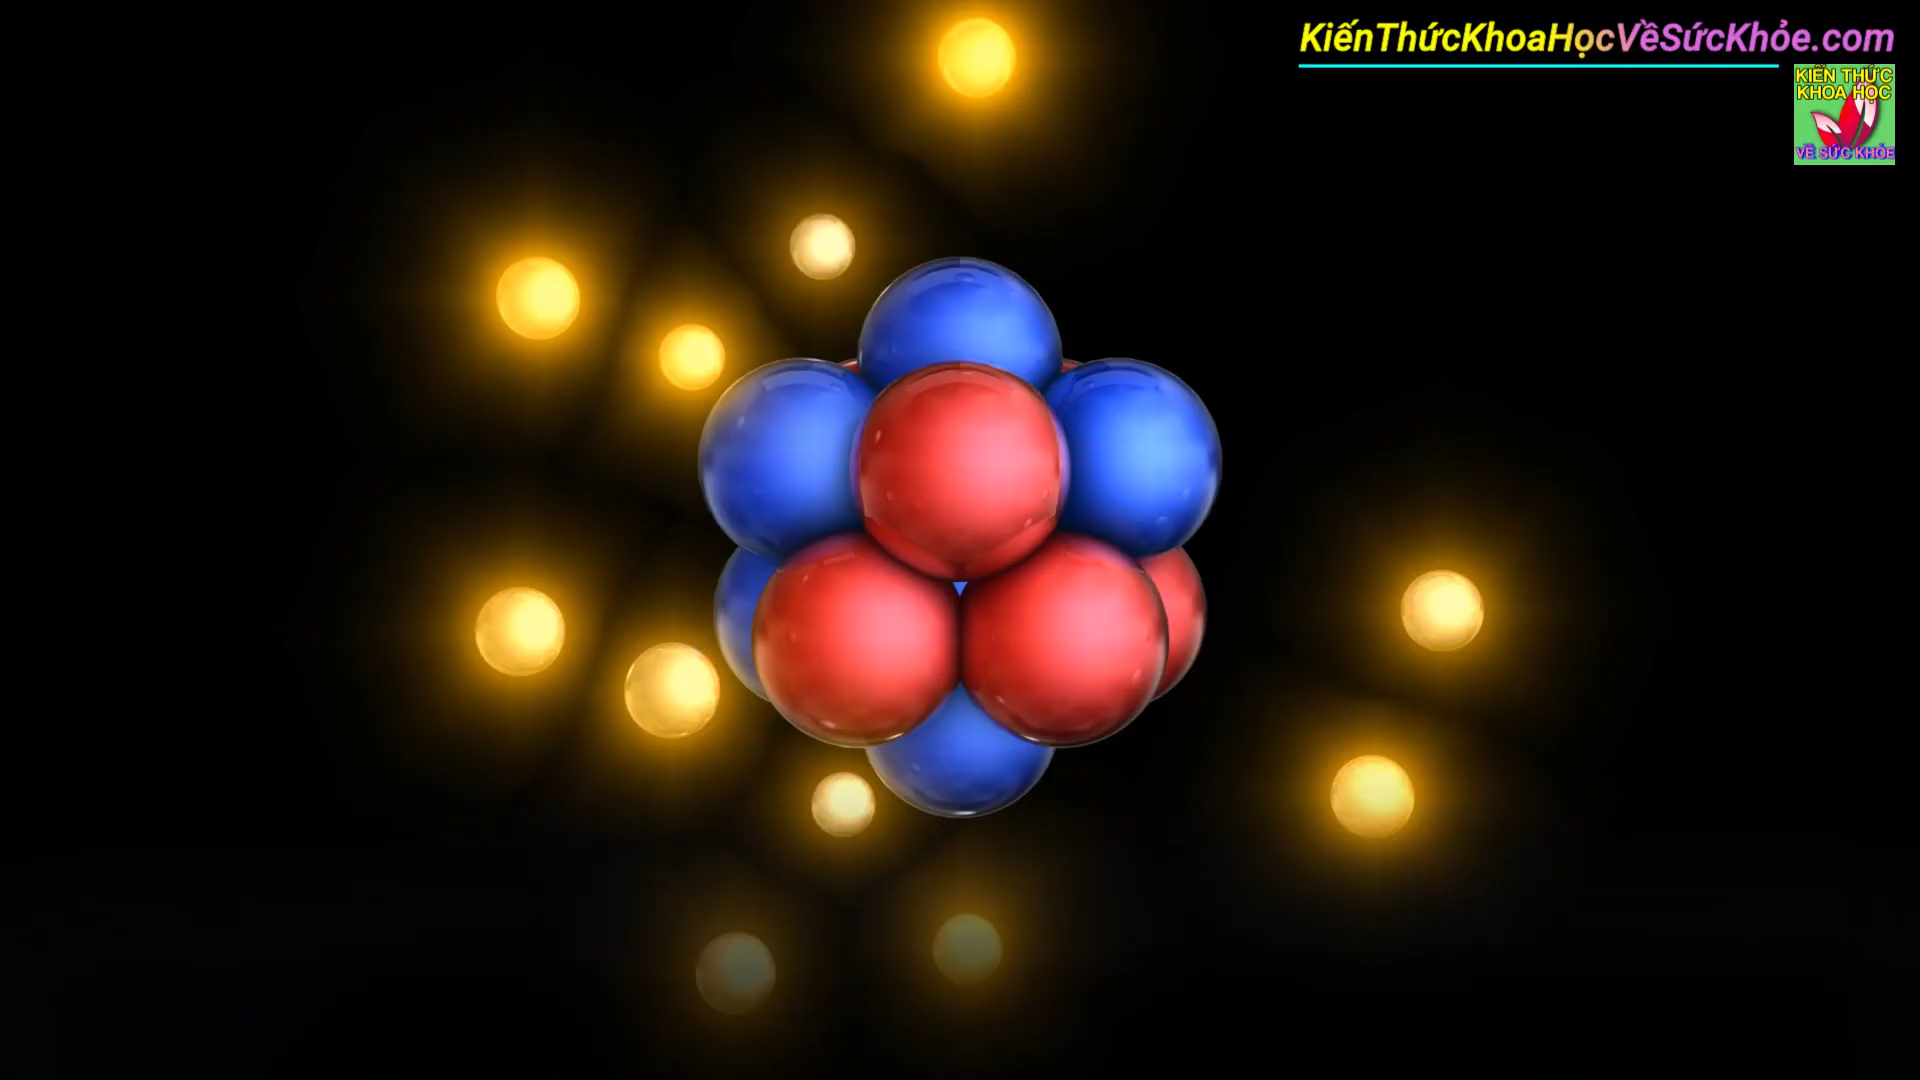 KiếnThứcKhoaHọcVềSứcKhỏe.com
KIẾN THỨC
KHOA HỌC
VỀ SỨC KHỎE